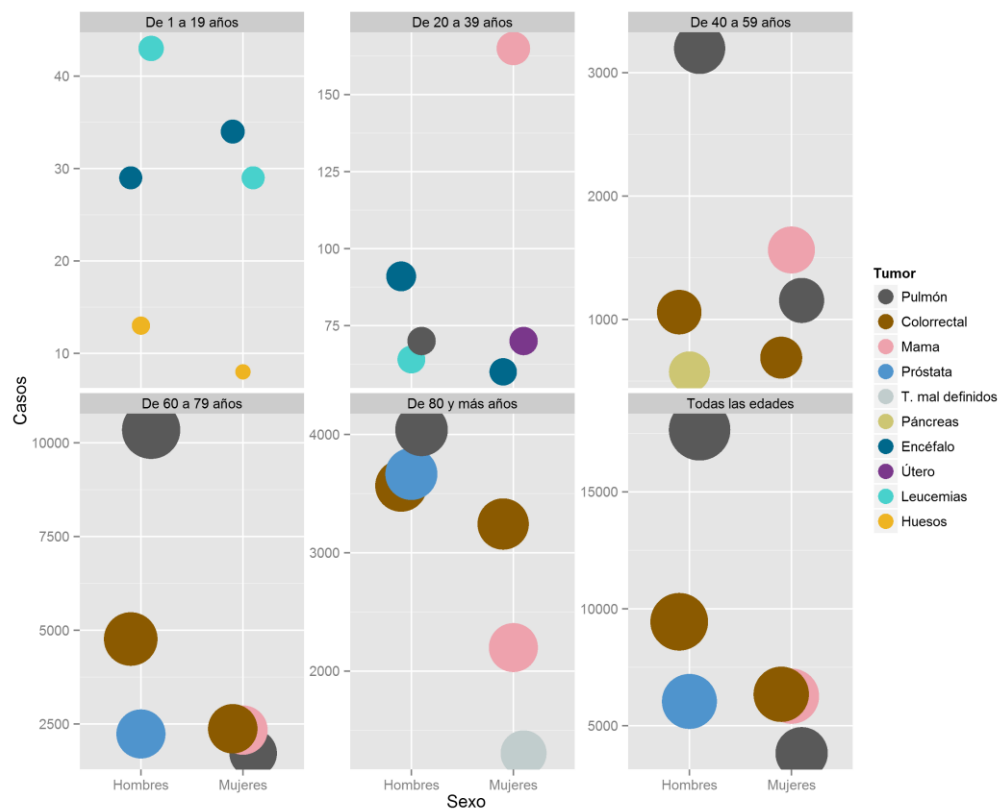 De 1 a 19 años
De 20 a 39 años
De 40 a 59 años
40
30
20
10
150
125
100
75
3000
2000
1000
Casos
De 60 a 79 años
De 80 y más años
Todas las edades
10000
7500
5000
2500
4000
3000
2000
15000
10000
5000
Hombres
Mujeres
Hombres
Mujeres
Hombres
Mujeres
Sexo
Tumor
Pulmón
Colorrectal
Mama
Próstata
T. mal definidos
Páncreas
Encéfalo
Útero
Leucemias
Huesos